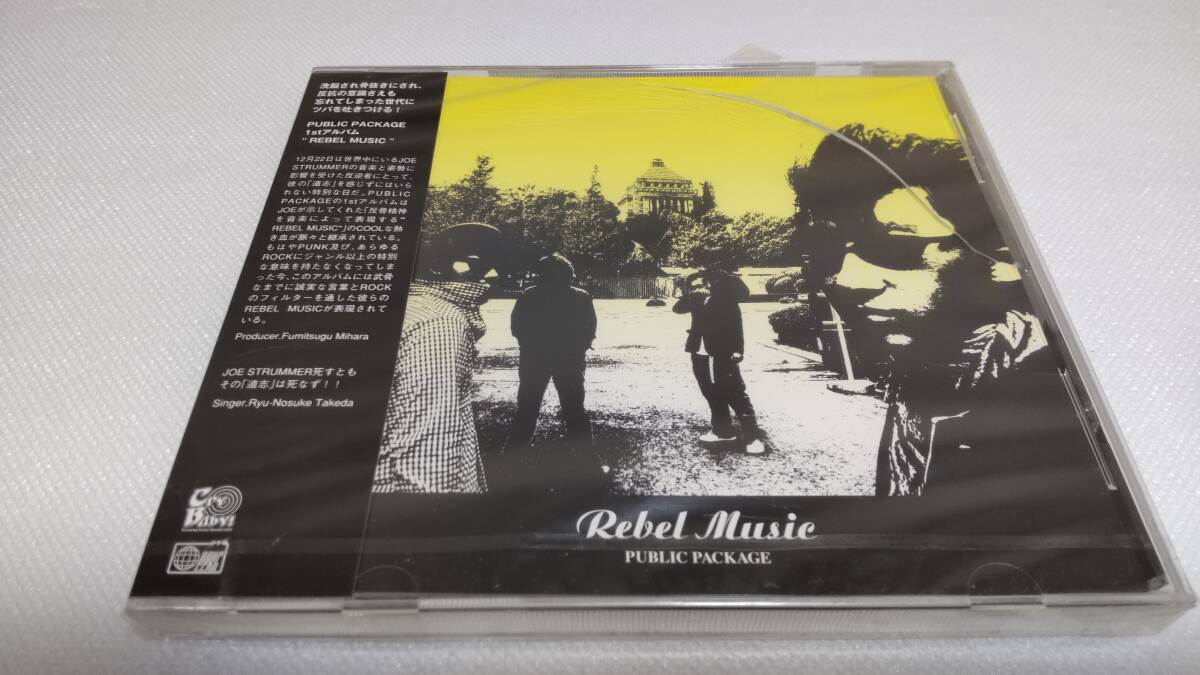 洗脳され骨抜きにされ、
反抗の意識さえも
忘れてしまった世代に
ツバを吐きつける！
PUBLIC PACKAGE
1stアルバム
" REBEL MUSIC "
12月22日は世界中にいるJOE
STRUMMERの音楽と姿勢に
影響を受けた反逆者にとって、
彼の「遺志」を感じずにはいら
れない特別な日だ。PUBLIC
PACKAGEの1stアルバムは
JOEが示してくれた「反骨精神
を音楽によって表現する"
REBEL MUSIC"」のCOOLな熱
き血が脈々と継承されている。
もはやPUNK及び、あらゆる
ROCKにジャンル以上の特別
な意味を持たなくなってしま
った今、このアルバムには武骨
なまでに誠実な言葉とROCK
のフィルターを通した彼らの
REBEL MUSICが表現されて
いる。
Producer.Fumitsugu Mihara
JOE STRUMMER死すとも
その「遺志」は死なず！！
Singer.Ryu-Nosuke Takeda
Cry Baby!
Rebel Music
PUBLIC PACKAGE